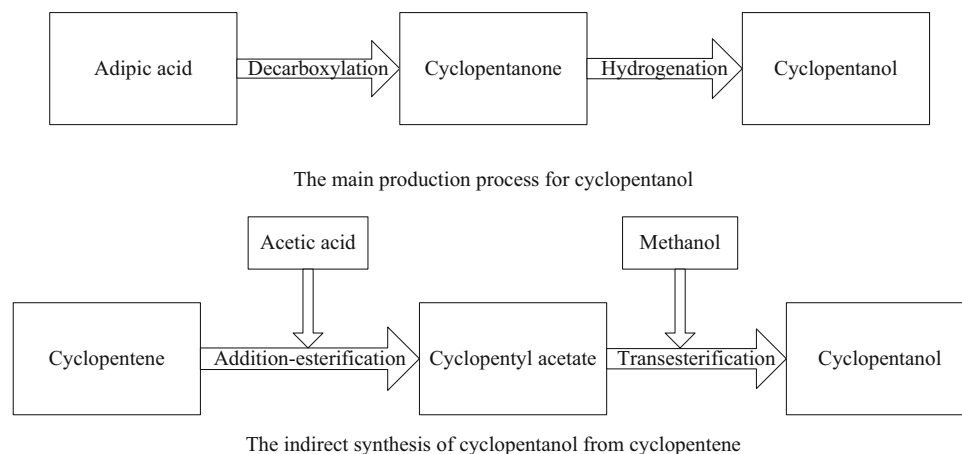 Adipic acid
Decarboxylation
Cyclopentanone
Hydrogenation
Cyclopentanol
The main production process for cyclopentanol
Acetic acid
Methanol
Cyclopentene
Addition-esterification
Cyclopentyl acetate
Transesterification
Cyclopentanol
The indirect synthesis of cyclopentanol from cyclopentene